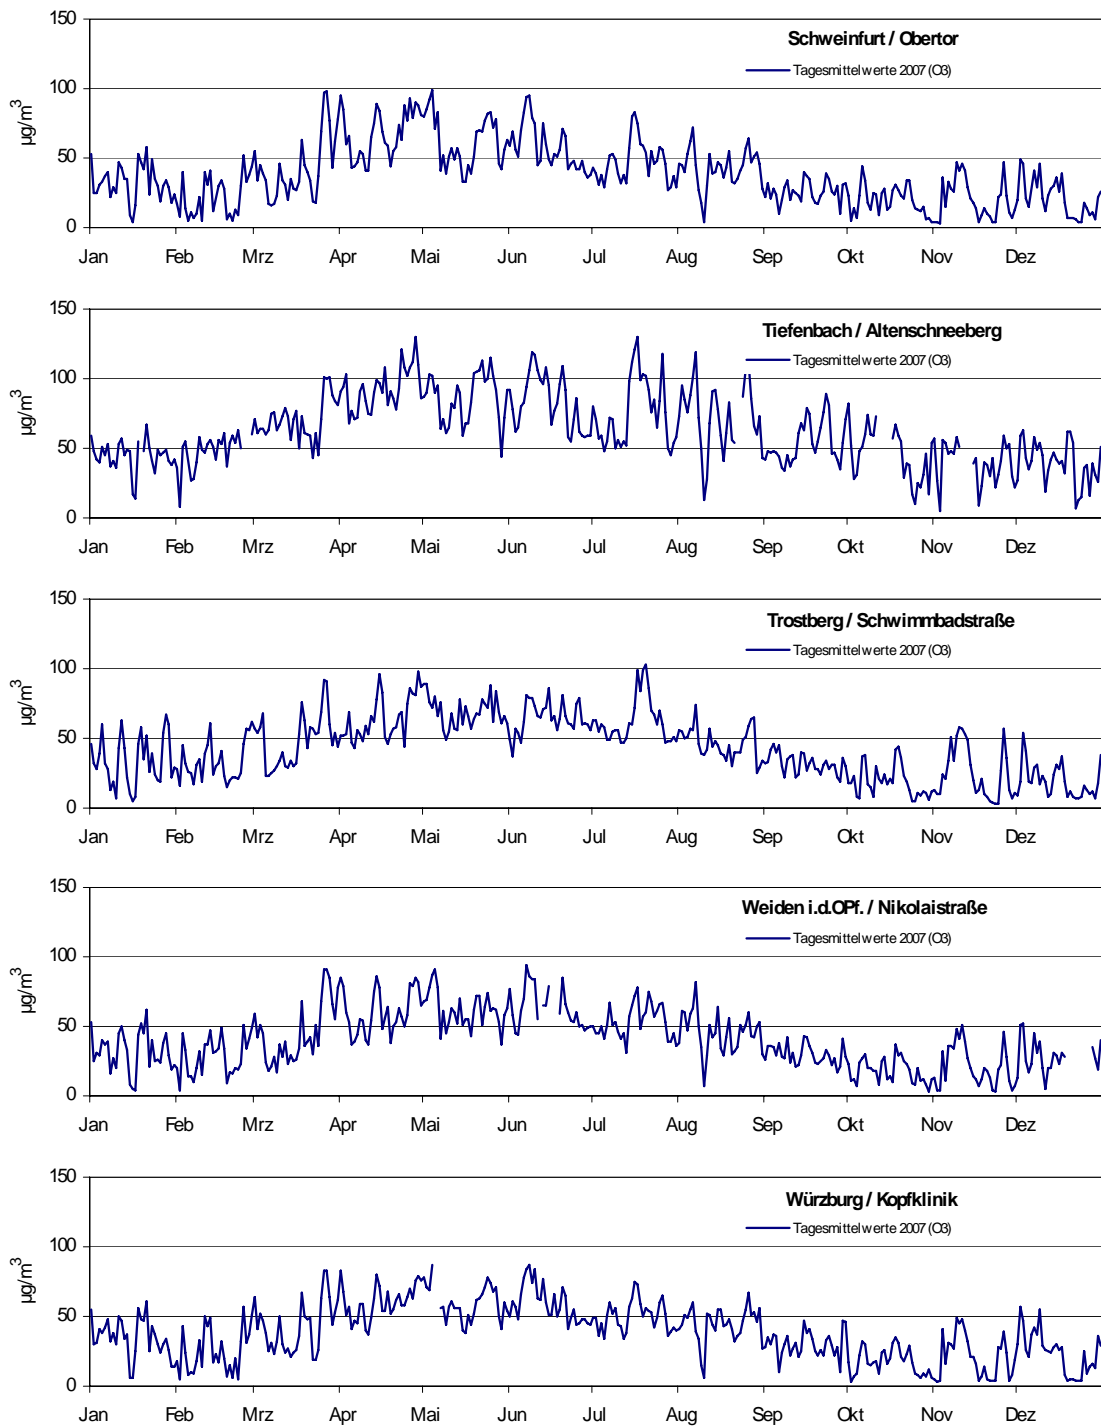 150
Schweinfurt / Obertor
Tagesmittelwerte 2007 (O3)
100
µg/m³
50
0
Jan Feb Mrz Apr Mai Jun Jul Aug Sep Okt Nov Dez
150
Tiefenbach / Altenschneeberg
Tagesmittelwerte 2007 (O3)
100
µg/m³
50
0
Jan Feb Mrz Apr Mai Jun Jul Aug Sep Okt Nov Dez
150
Trostberg / Schwimmbadstraße
Tagesmittelwerte 2007 (O3)
100
µg/m³
50
0
Jan Feb Mrz Apr Mai Jun Jul Aug Sep Okt Nov Dez
150
Weiden i.d.OPf. / Nikolaistraße
Tagesmittelwerte 2007 (O3)
100
µg/m³
50
0
Jan Feb Mrz Apr Mai Jun Jul Aug Sep Okt Nov Dez
150
Würzburg / Kopfklinik
Tagesmittelwerte 2007 (O3)
100
µg/m³
50
0
Jan Feb Mrz Apr Mai Jun Jul Aug Sep Okt Nov Dez